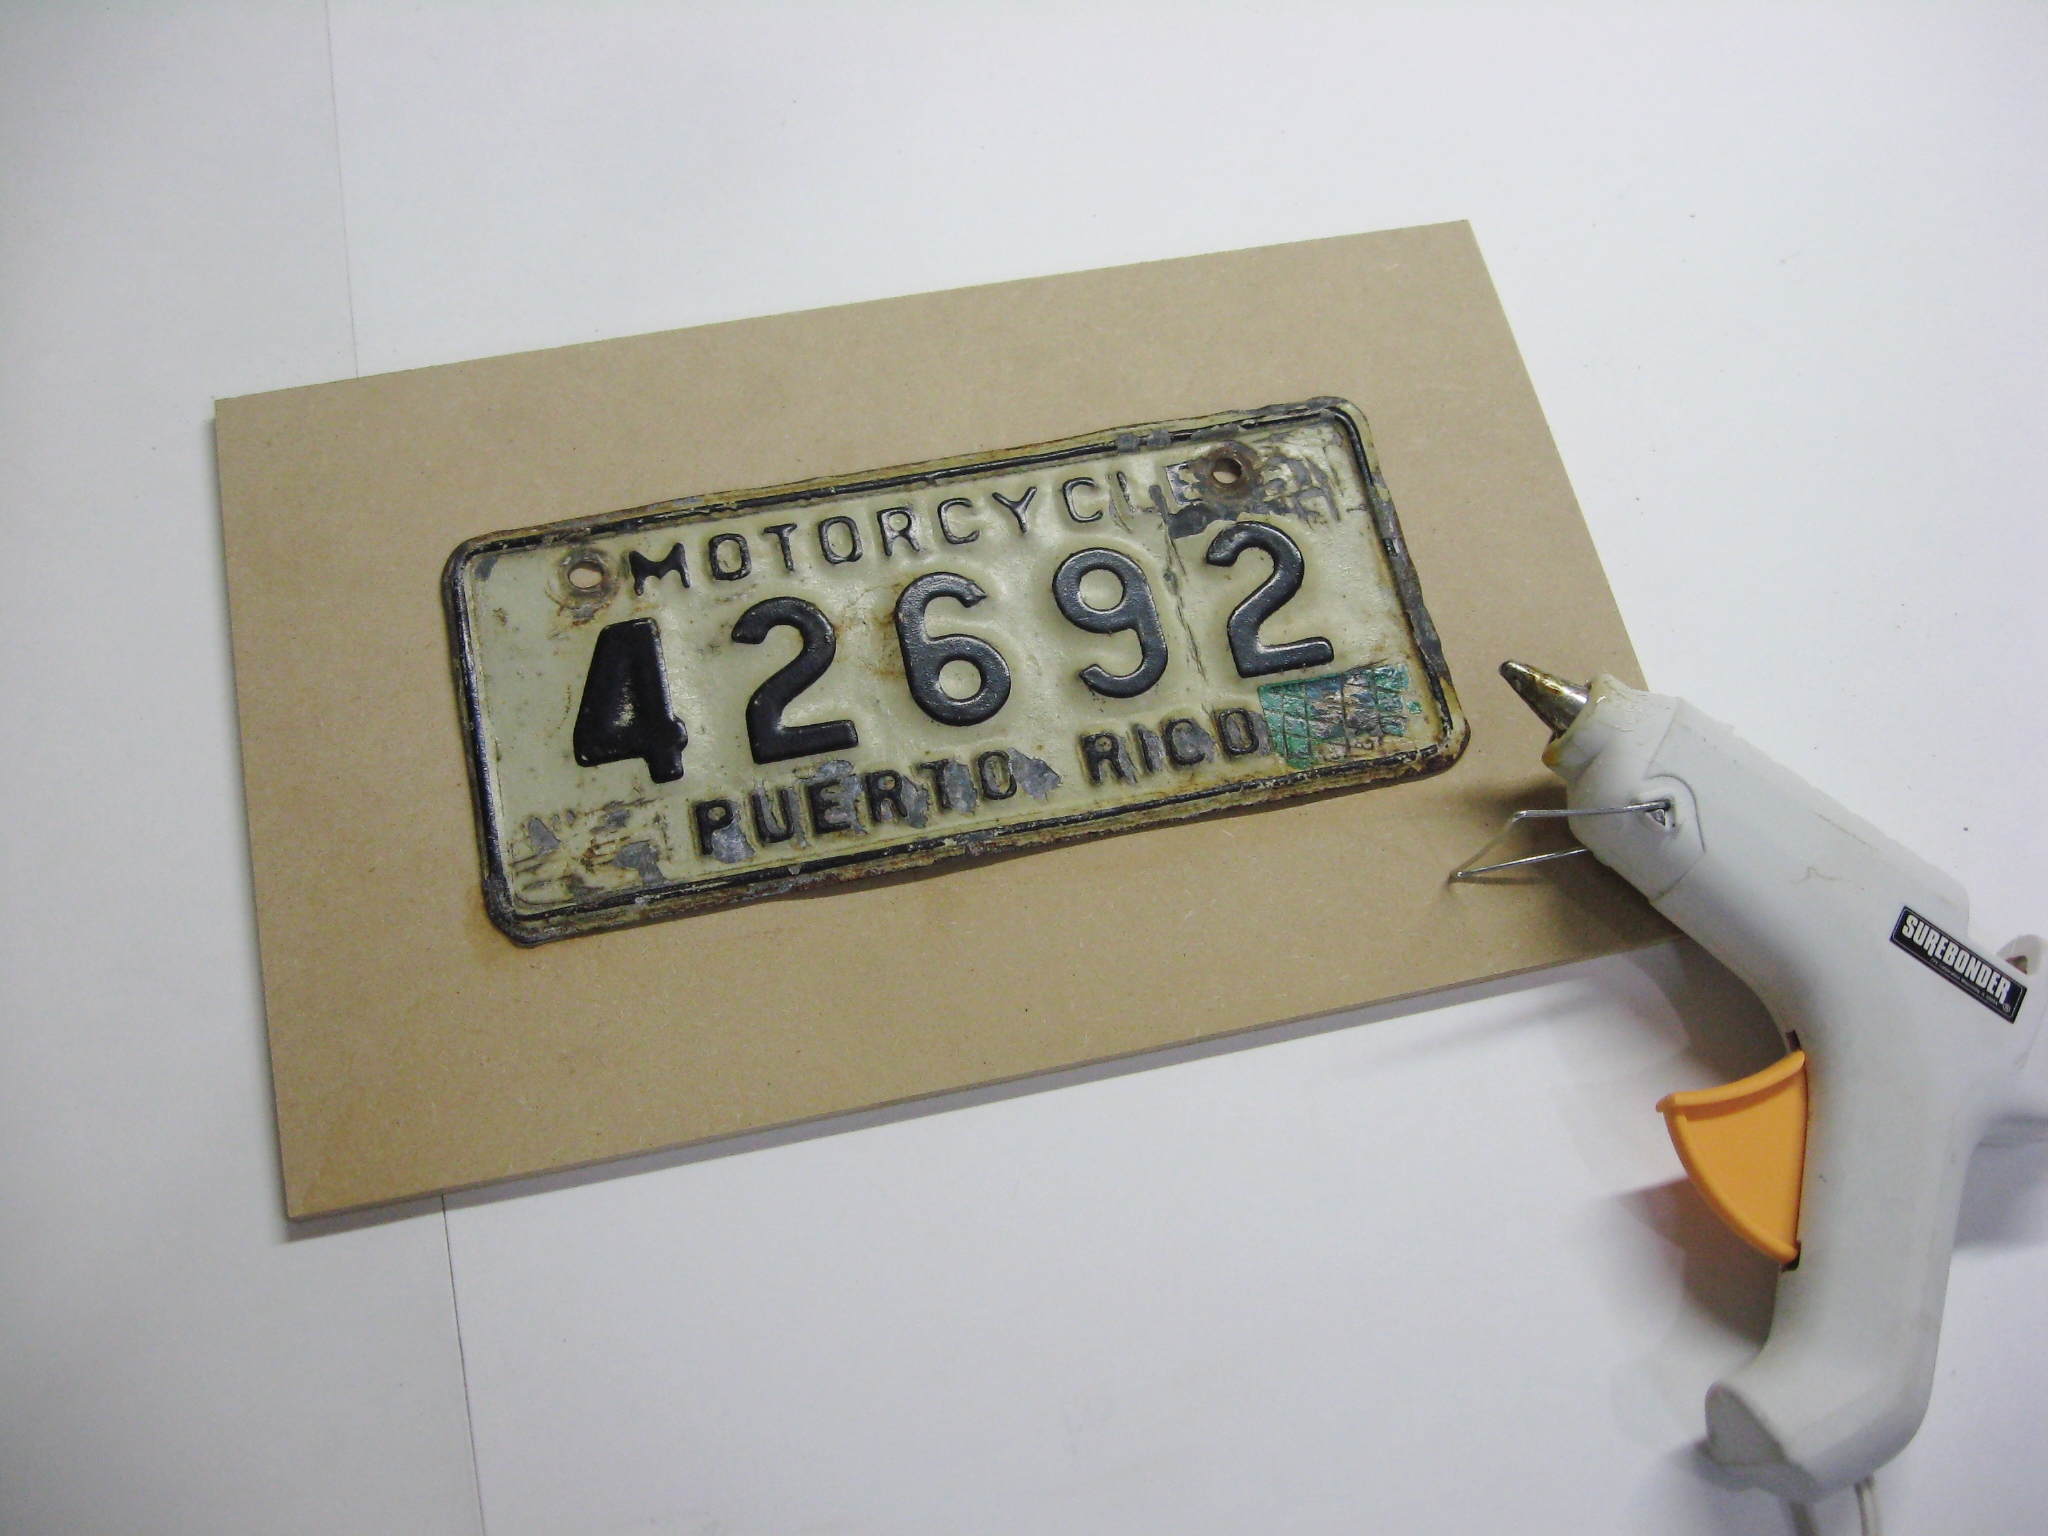 MOTORCYCLE
42692
PUERTO RICO
SUREBONDER